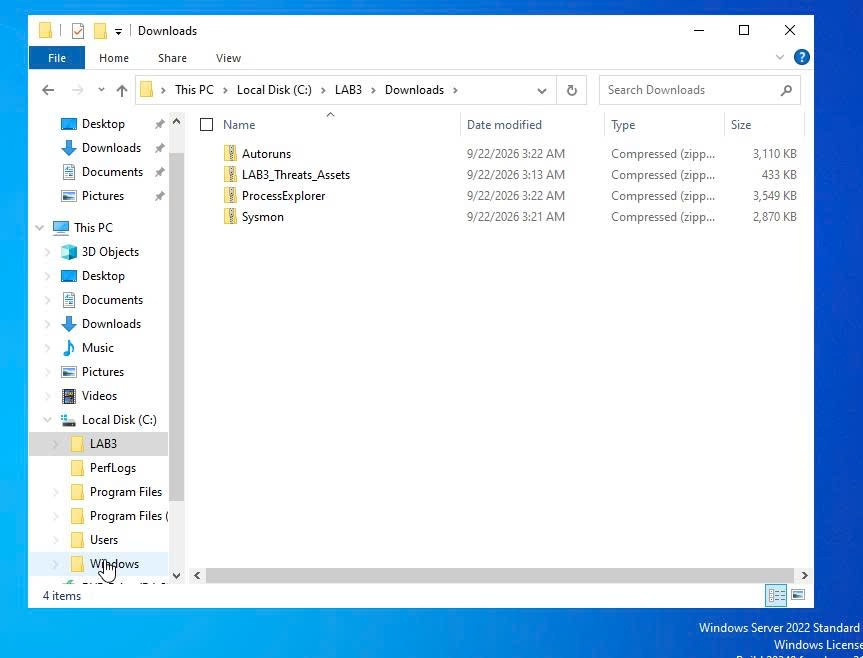 Downloads
File Home Share View
This PC Local Disk (C:) LAB3 Downloads
Search Downloads
Desktop
Downloads
Documents
Pictures
This PC
3D Objects
Desktop
Documents
Downloads
Music
Pictures
Videos
Local Disk (C:)
LAB3
PerfLogs
Program Files
Program Files (
Users
Windows
Name Date modified Type Size
Autoruns 9/22/2026 3:22 AM Compressed (zipp... 3,110 KB
LAB3_Threats_Assets 9/22/2026 3:13 AM Compressed (zipp... 433 KB
ProcessExplorer 9/22/2026 3:22 AM Compressed (zipp... 3,549 KB
Sysmon 9/22/2026 3:21 AM Compressed (zipp... 2,870 KB
4 items
Windows Server 2022 Standard
Windows License